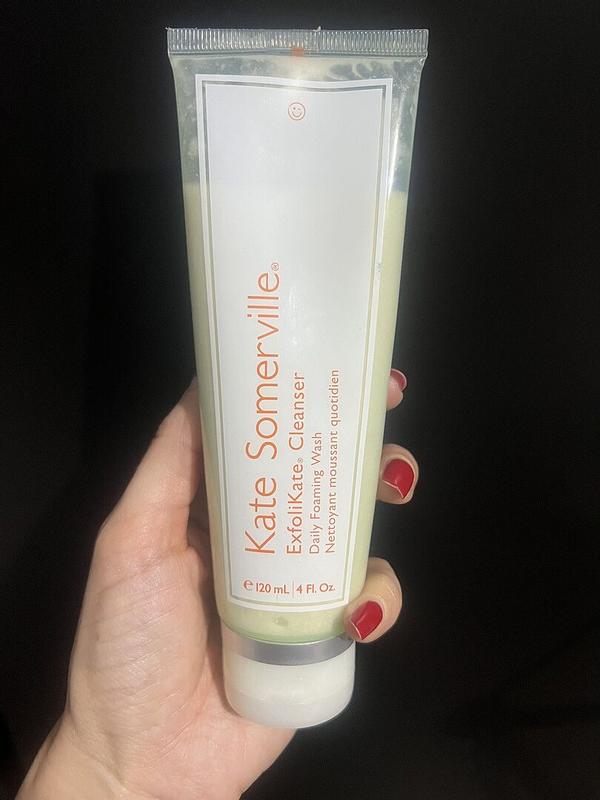 Kate Somerville®
ExfoliKate® Cleanser
Daily Foaming Wash
Nettoyant moussant quotidien
℮ 120 mL | 4 Fl. Oz.